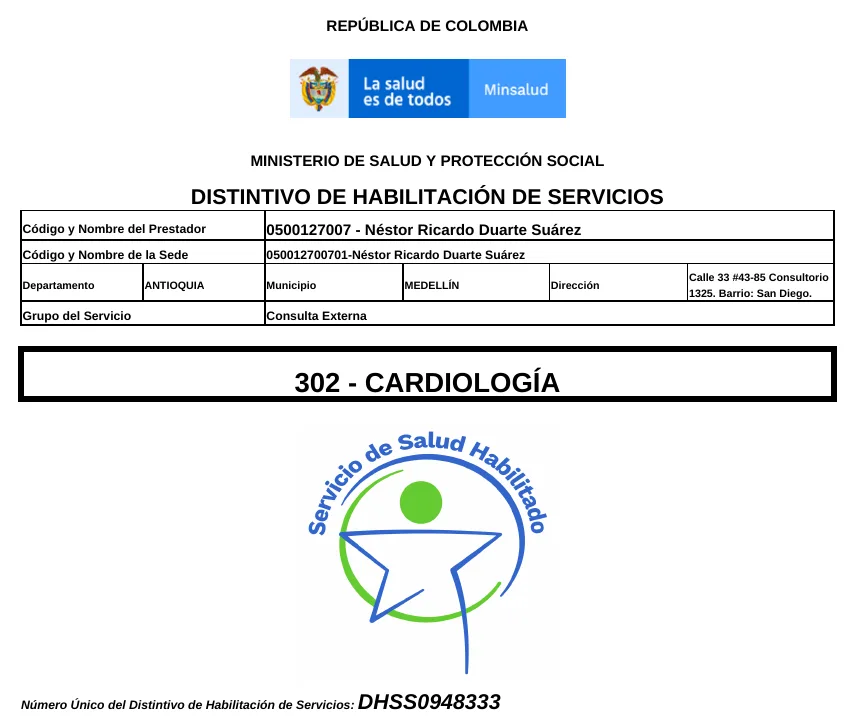 REPÚBLICA DE COLOMBIA
La salud
es de todos
Minsalud
MINISTERIO DE SALUD Y PROTECCIÓN SOCIAL
DISTINTIVO DE HABILITACIÓN DE SERVICIOS
Código y Nombre del Prestador 0500127007 - Néstor Ricardo Duarte Suárez
Código y Nombre de la Sede 050012700701-Néstor Ricardo Duarte Suárez
Departamento ANTIOQUIA Municipio MEDELLÍN Dirección Calle 33 #43-85 Consultorio
1325. Barrio: San Diego.
Grupo del Servicio Consulta Externa
302 - CARDIOLOGÍA
Servicio de Salud Habilitado
Número Único del Distintivo de Habilitación de Servicios: DHSS0948333